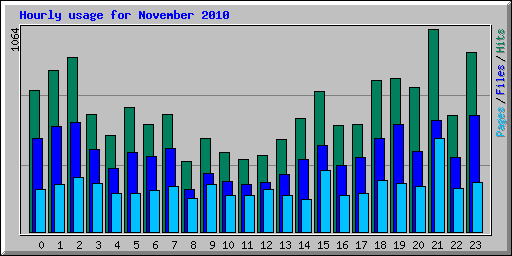 Hourly usage for November 2010
1064
Pages / Files / Hits
0 1 2 3 4 5 6 7 8 9 10 11 12 13 14 15 16 17 18 19 20 21 22 23